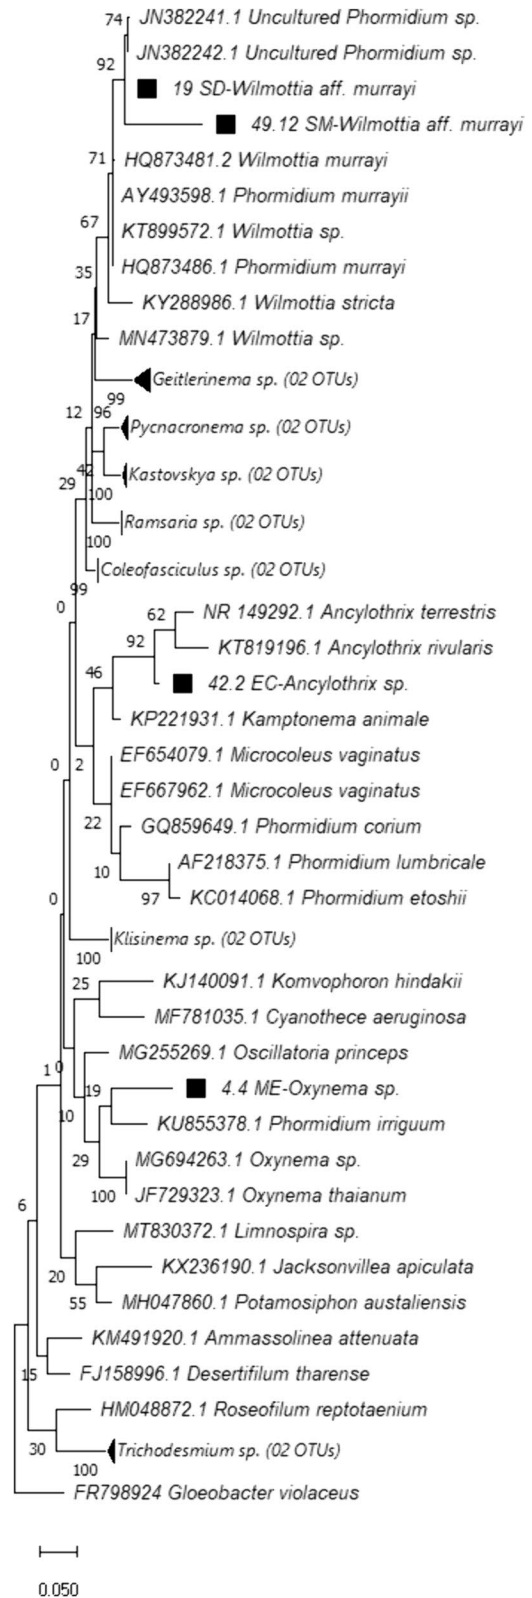 74
JN382241.1 Uncultured Phormidium sp.
JN382242.1 Uncultured Phormidium sp.
92
19 SD-Wilmottia aff. murrayi
49.12 SM-Wilmottia aff. murrayi
71
HQ873481.2 Wilmottia murrayi
AY493598.1 Phormidium murrayii
67
KT899572.1 Wilmottia sp.
35
HQ873486.1 Phormidium murrayi
KY288986.1 Wilmottia stricta
17
MN473879.1 Wilmottia sp.
Geitlerinema sp. (02 OTUs)
99
12
96
Pycnacronema sp. (02 OTUs)
42
Kastovskya sp. (02 OTUs)
29
100
Ramsaria sp. (02 OTUs)
100
Coleofasciculus sp. (02 OTUs)
99
0
62
NR 149292.1 Ancylothrix terrestris
92
KT819196.1 Ancylothrix rivularis
46
42.2 EC-Ancylothrix sp.
KP221931.1 Kamptonema animale
0
2
EF654079.1 Microcoleus vaginatus
EF667962.1 Microcoleus vaginatus
22
GQ859649.1 Phormidium corium
10
AF218375.1 Phormidium lumbricale
0
97
KC014068.1 Phormidium etoshii
Klisinema sp. (02 OTUs)
100
25
KJ140091.1 Komvophoron hindakii
MF781035.1 Cyanothece aeruginosa
MG255269.1 Oscillatoria princeps
1
0
19
4.4 ME-Oxynema sp.
10
KU855378.1 Phormidium irriguum
29
MG694263.1 Oxynema sp.
100
JF729323.1 Oxynema thaianum
6
MT830372.1 Limnospira sp.
20
KX236190.1 Jacksonvillea apiculata
55
MH047860.1 Potamosiphon austaliensis
KM491920.1 Ammassolinea attenuata
15
FJ158996.1 Desertifilum tharense
HM048872.1 Roseofilum reptotaenium
30
Trichodesmium sp. (02 OTUs)
100
FR798924 Gloeobacter violaceus
0.050